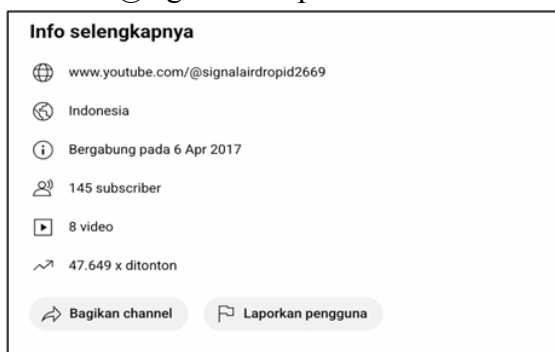 Info selengkapnya
www.youtube.com/@signalairdropid2669
Indonesia
Bergabung pada 6 Apr 2017
145 subscriber
8 video
47.649 x ditonton
Bagikan channel Laporkan pengguna